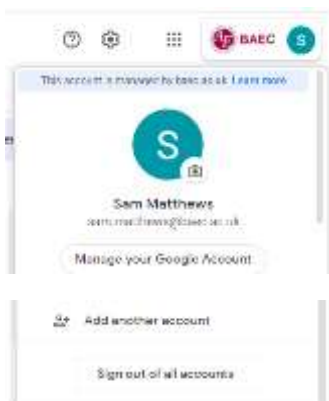 BAEC S
This account is managed by baec.ac.uk. Learn more
S
Sam Matthews
sam.matthews@baec.ac.uk
Manage your Google Account
Add another account
Sign out of all accounts